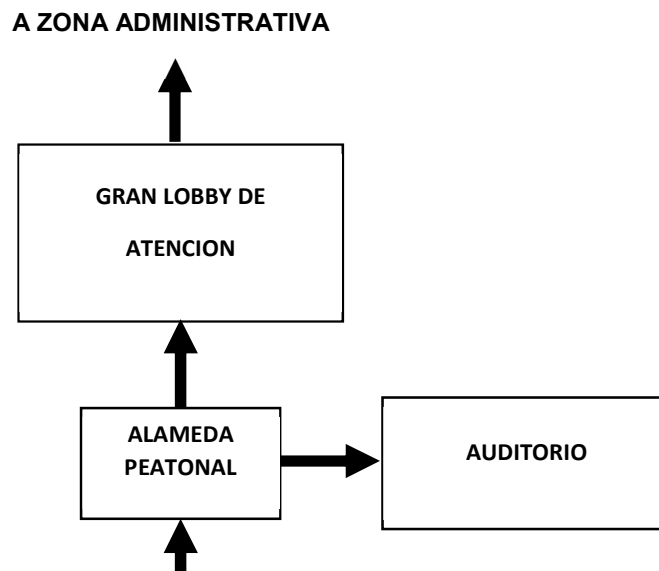 A ZONA ADMINISTRATIVA
GRAN LOBBY DE
ATENCION
ALAMEDA
PEATONAL
AUDITORIO